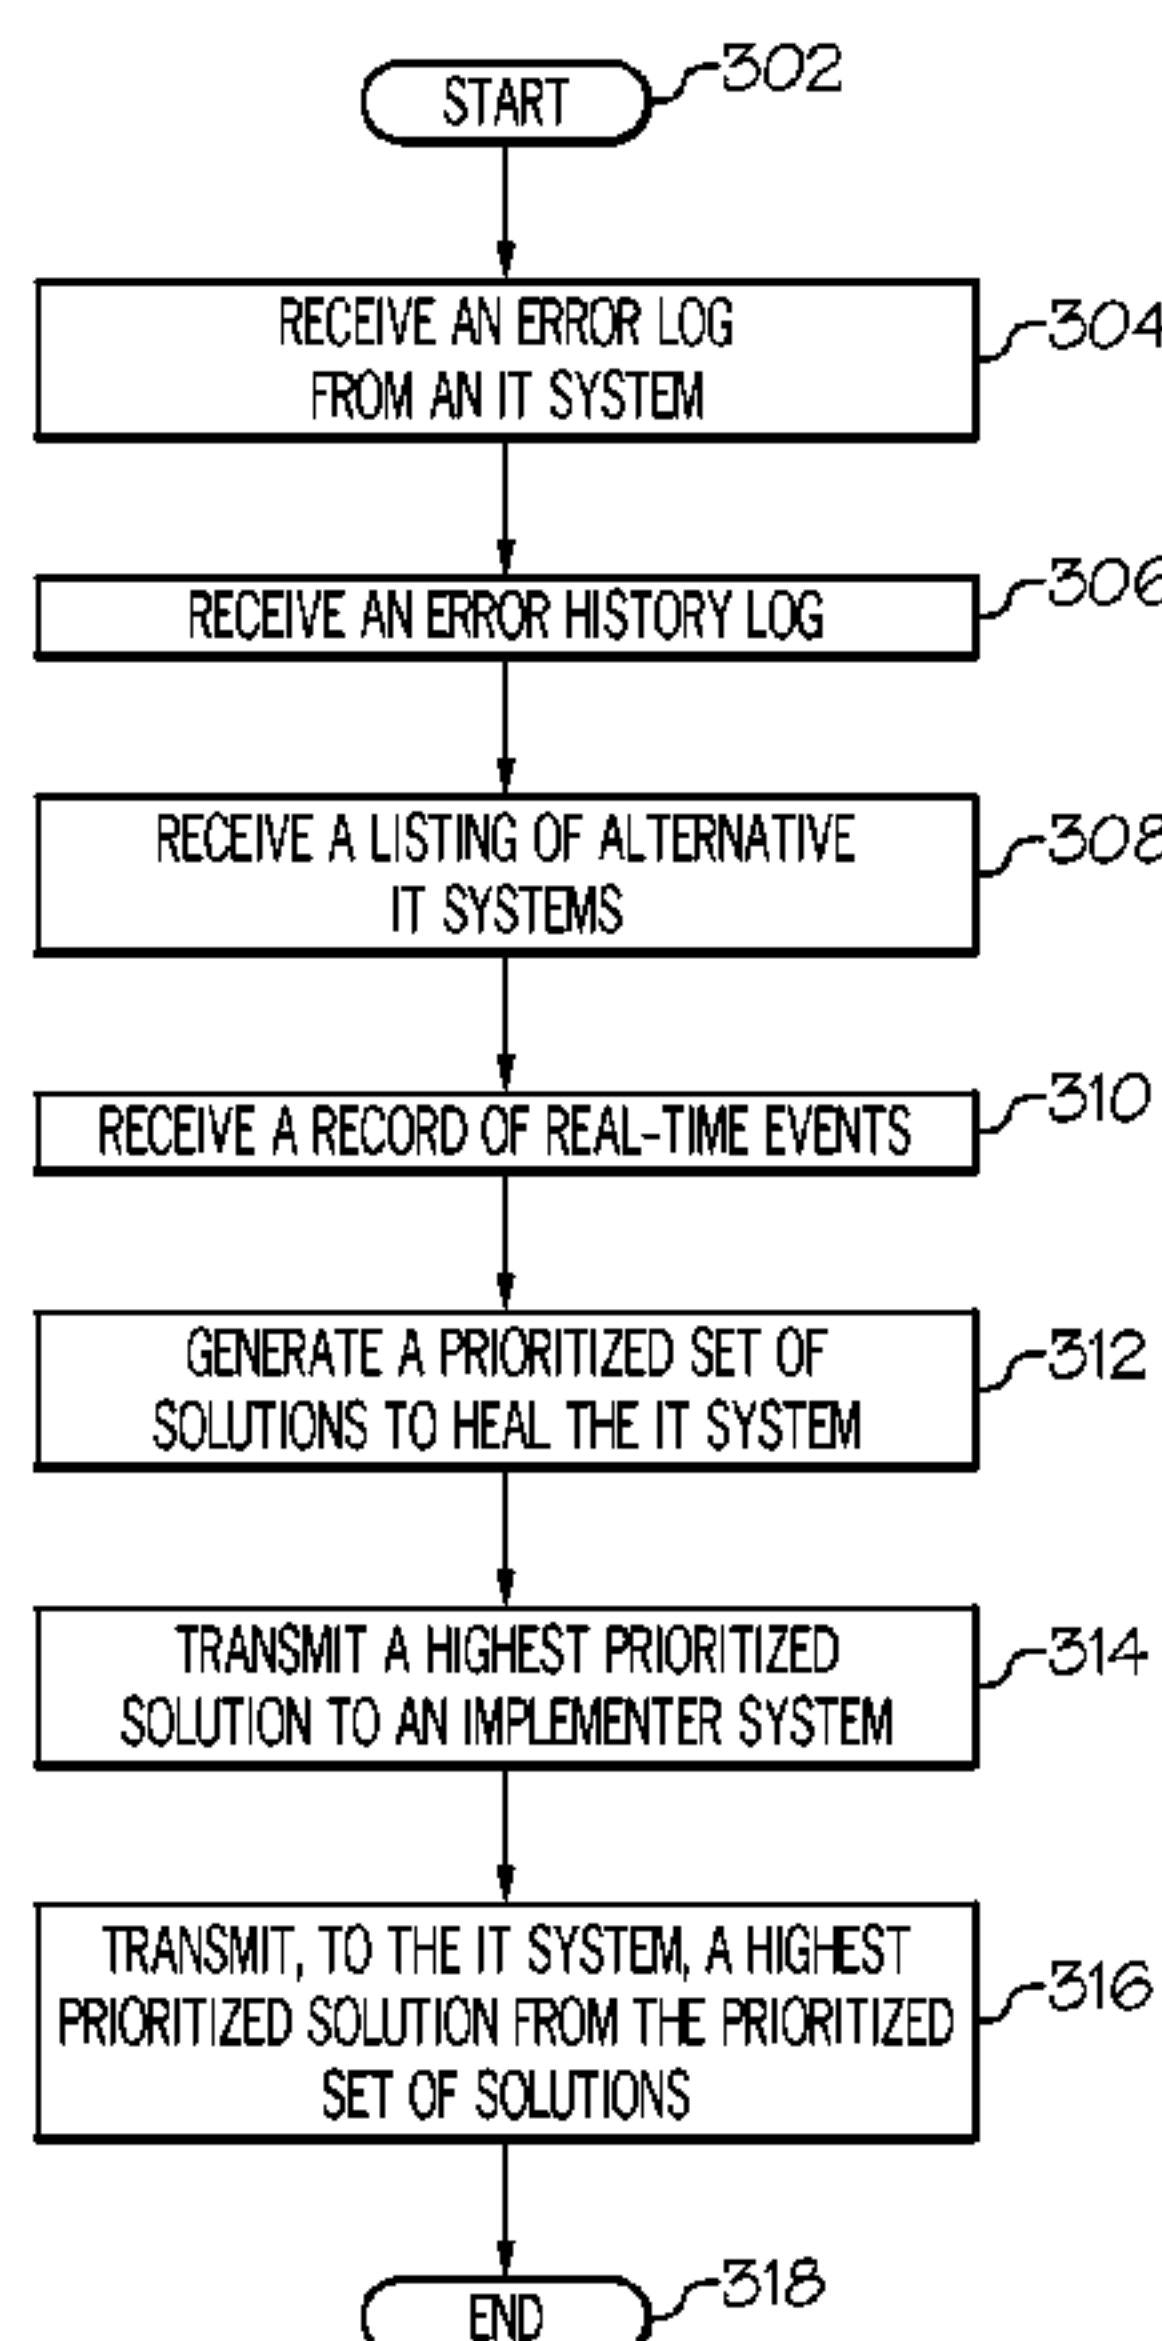 START
302
RECEIVE AN ERROR LOG
FROM AN IT SYSTEM
304
RECEIVE AN ERROR HISTORY LOG
306
RECEIVE A LISTING OF ALTERNATIVE
IT SYSTEMS
308
RECEIVE A RECORD OF REAL-TIME EVENTS
310
GENERATE A PRIORITIZED SET OF
SOLUTIONS TO HEAL THE IT SYSTEM
312
TRANSMIT A HIGHEST PRIORITIZED
SOLUTION TO AN IMPLEMENTER SYSTEM
314
TRANSMIT, TO THE IT SYSTEM, A HIGHEST
PRIORITIZED SOLUTION FROM THE PRIORITIZED
SET OF SOLUTIONS
316
END
318